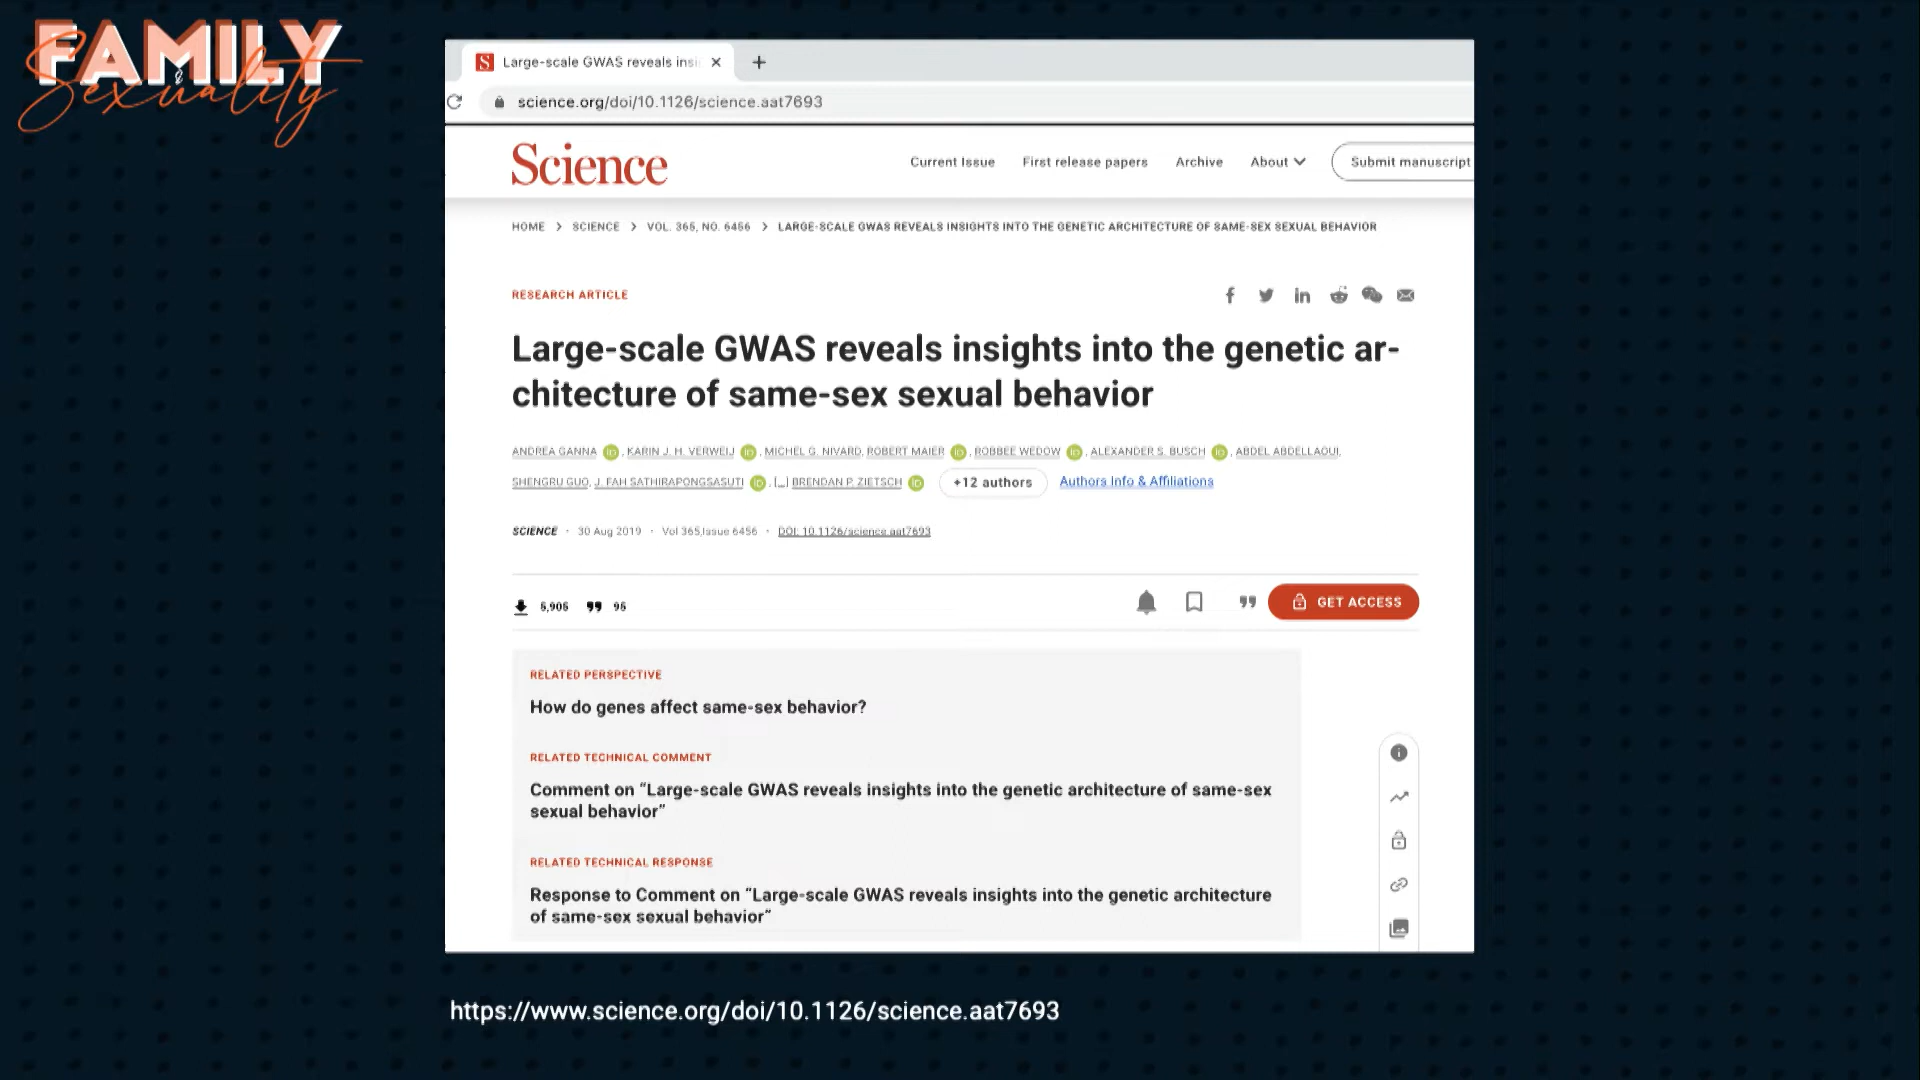 FAMILY
&
Sexuality
Large-scale GWAS reveals insi
science.org/doi/10.1126/science.aat7693
Science
Current Issue First release papers Archive About Submit manuscript
HOME > SCIENCE > VOL. 365, NO. 6456 > LARGE-SCALE GWAS REVEALS INSIGHTS INTO THE GENETIC ARCHITECTURE OF SAME-SEX SEXUAL BEHAVIOR
RESEARCH ARTICLE
Large-scale GWAS reveals insights into the genetic ar-
chitecture of same-sex sexual behavior
ANDREA GANNA, KARIN J. H. VERWEIJ, MICHEL G. NIVARD, ROBERT MAIER, ROBBEE WEDOW, ALEXANDER S. BUSCH, ABDEL ABDELLAOUI,
SHENGRU GUO, J. FAH SATHIRAPONGSASUTI, [...] BRENDAN P. ZIETSCH +12 authors Authors Info & Affiliations
SCIENCE · 30 Aug 2019 · Vol 365, Issue 6456 · DOI: 10.1126/science.aat7693
5,905 95 GET ACCESS
RELATED PERSPECTIVE
How do genes affect same-sex behavior?
RELATED TECHNICAL COMMENT
Comment on “Large-scale GWAS reveals insights into the genetic architecture of same-sex
sexual behavior”
RELATED TECHNICAL RESPONSE
Response to Comment on “Large-scale GWAS reveals insights into the genetic architecture
of same-sex sexual behavior”
https://www.science.org/doi/10.1126/science.aat7693